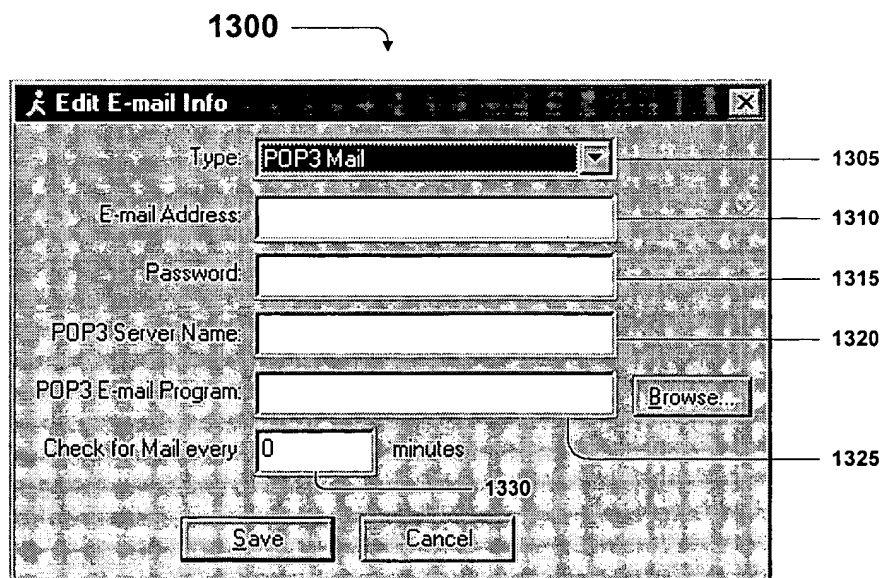 1300
Edit E-mail Info
Type: POP3 Mail 1305
E-mail Address: 1310
Password: 1315
POP3 Server Name: 1320
POP3 E-mail Program: Browse...
1325
Check for Mail every 0 minutes
1330
Save Cancel